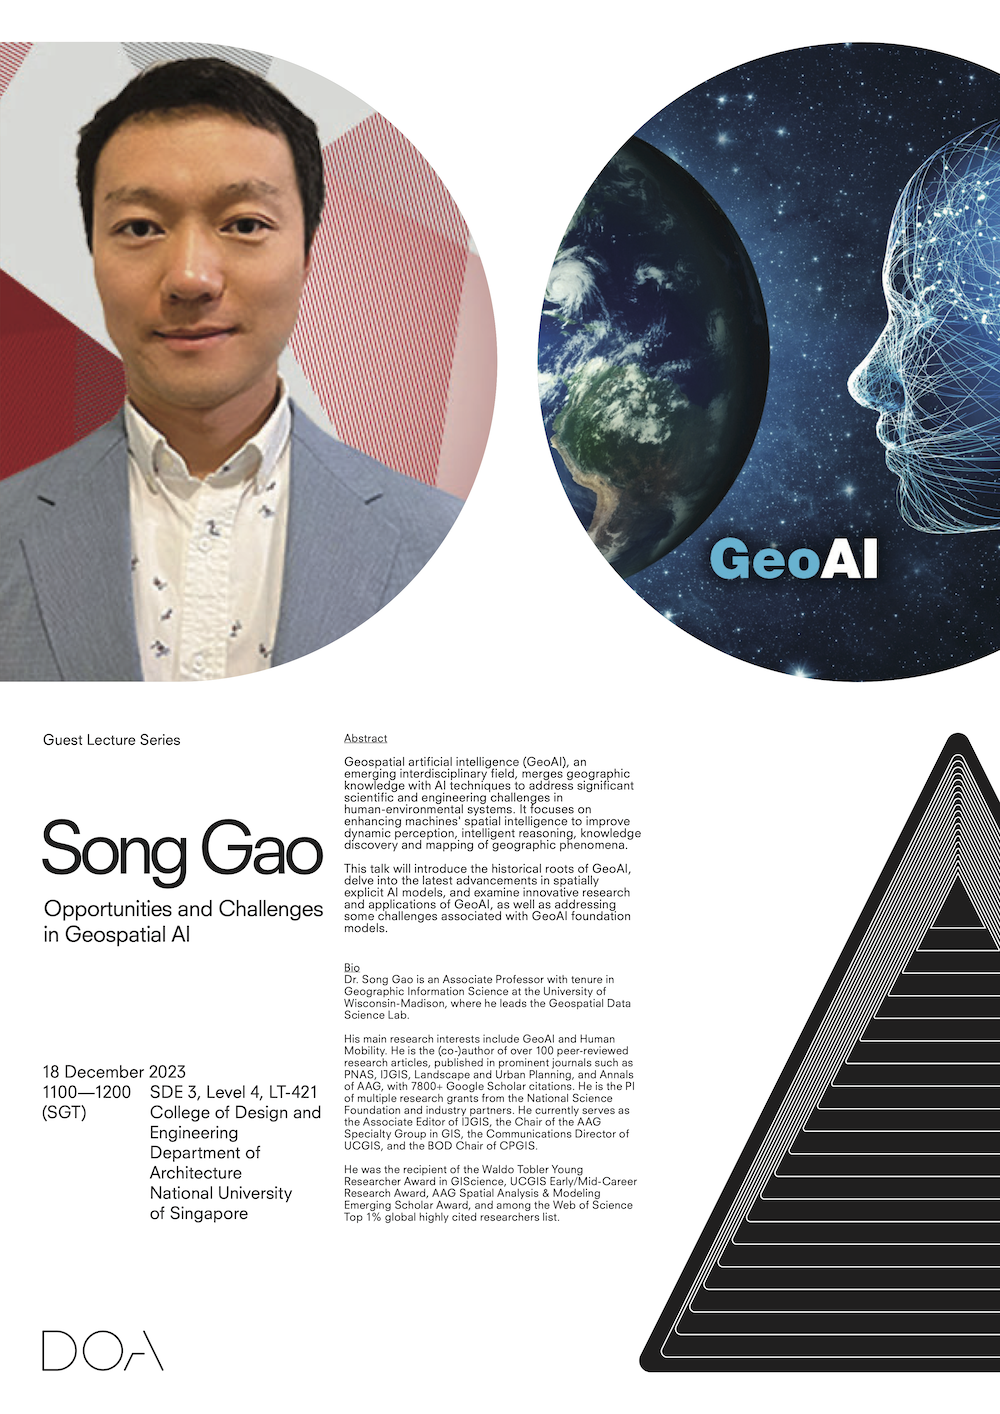 GeoAI
Guest Lecture Series
Song Gao
Opportunities and Challenges
in Geospatial AI
18 December 2023
1100—1200
(SGT)
SDE 3, Level 4, LT-421
College of Design and
Engineering
Department of
Architecture
National University
of Singapore
Abstract
Geospatial artificial intelligence (GeoAI), an
emerging interdisciplinary field, merges geographic
knowledge with AI techniques to address significant
scientific and engineering challenges in
human-environmental systems. It focuses on
enhancing machines' spatial intelligence to improve
dynamic perception, intelligent reasoning, knowledge
discovery and mapping of geographic phenomena.
This talk will introduce the historical roots of GeoAI,
delve into the latest advancements in spatially
explicit AI models, and examine innovative research
and applications of GeoAI, as well as addressing
some challenges associated with GeoAI foundation
models.
Bio
Dr. Song Gao is an Associate Professor with tenure in
Geographic Information Science at the University of
Wisconsin-Madison, where he leads the Geospatial Data
Science Lab.
His main research interests include GeoAI and Human
Mobility. He is the (co-)author of over 100 peer-reviewed
research articles, published in prominent journals such as
PNAS, IJGIS, Landscape and Urban Planning, and Annals
of AAG, with 7800+ Google Scholar citations. He is the PI
of multiple research grants from the National Science
Foundation and industry partners. He currently serves as
the Associate Editor of IJGIS, the Chair of the AAG
Specialty Group in GIS, the Communications Director of
UCGIS, and the BOD Chair of CPGIS.
He was the recipient of the Waldo Tobler Young
Researcher Award in GIScience, UCGIS Early/Mid-Career
Research Award, AAG Spatial Analysis & Modeling
Emerging Scholar Award, and among the Web of Science
Top 1% global highly cited researchers list.
DOA